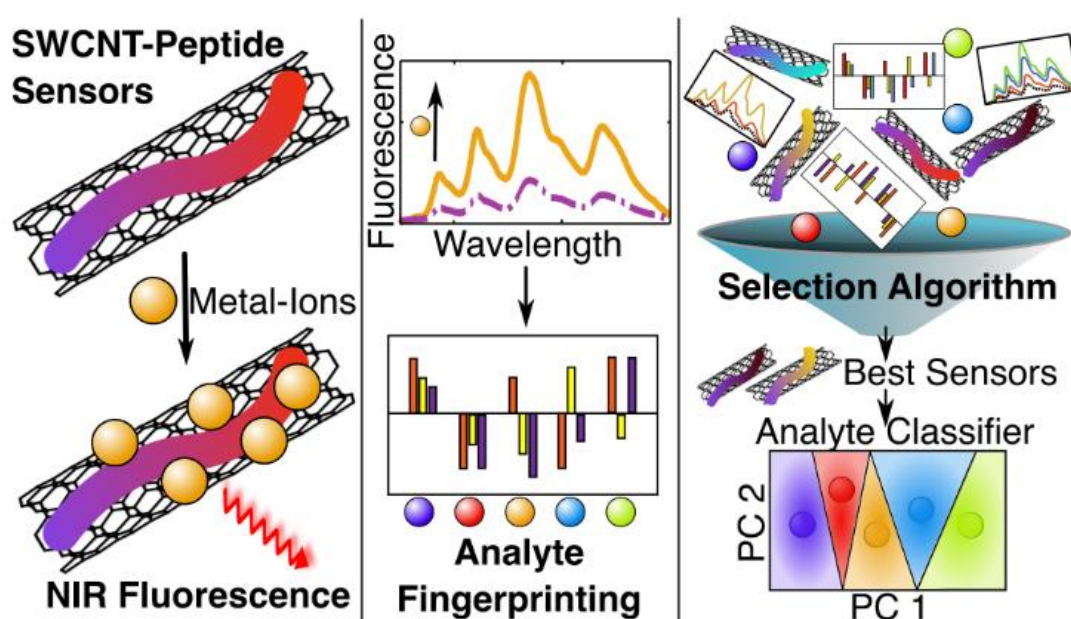 SWCNT-Peptide
Sensors
Metal-Ions
NIR Fluorescence
Fluorescence
Wavelength
Analyte
Fingerprinting
Selection Algorithm
Best Sensors
Analyte Classifier
PC 2
PC 1